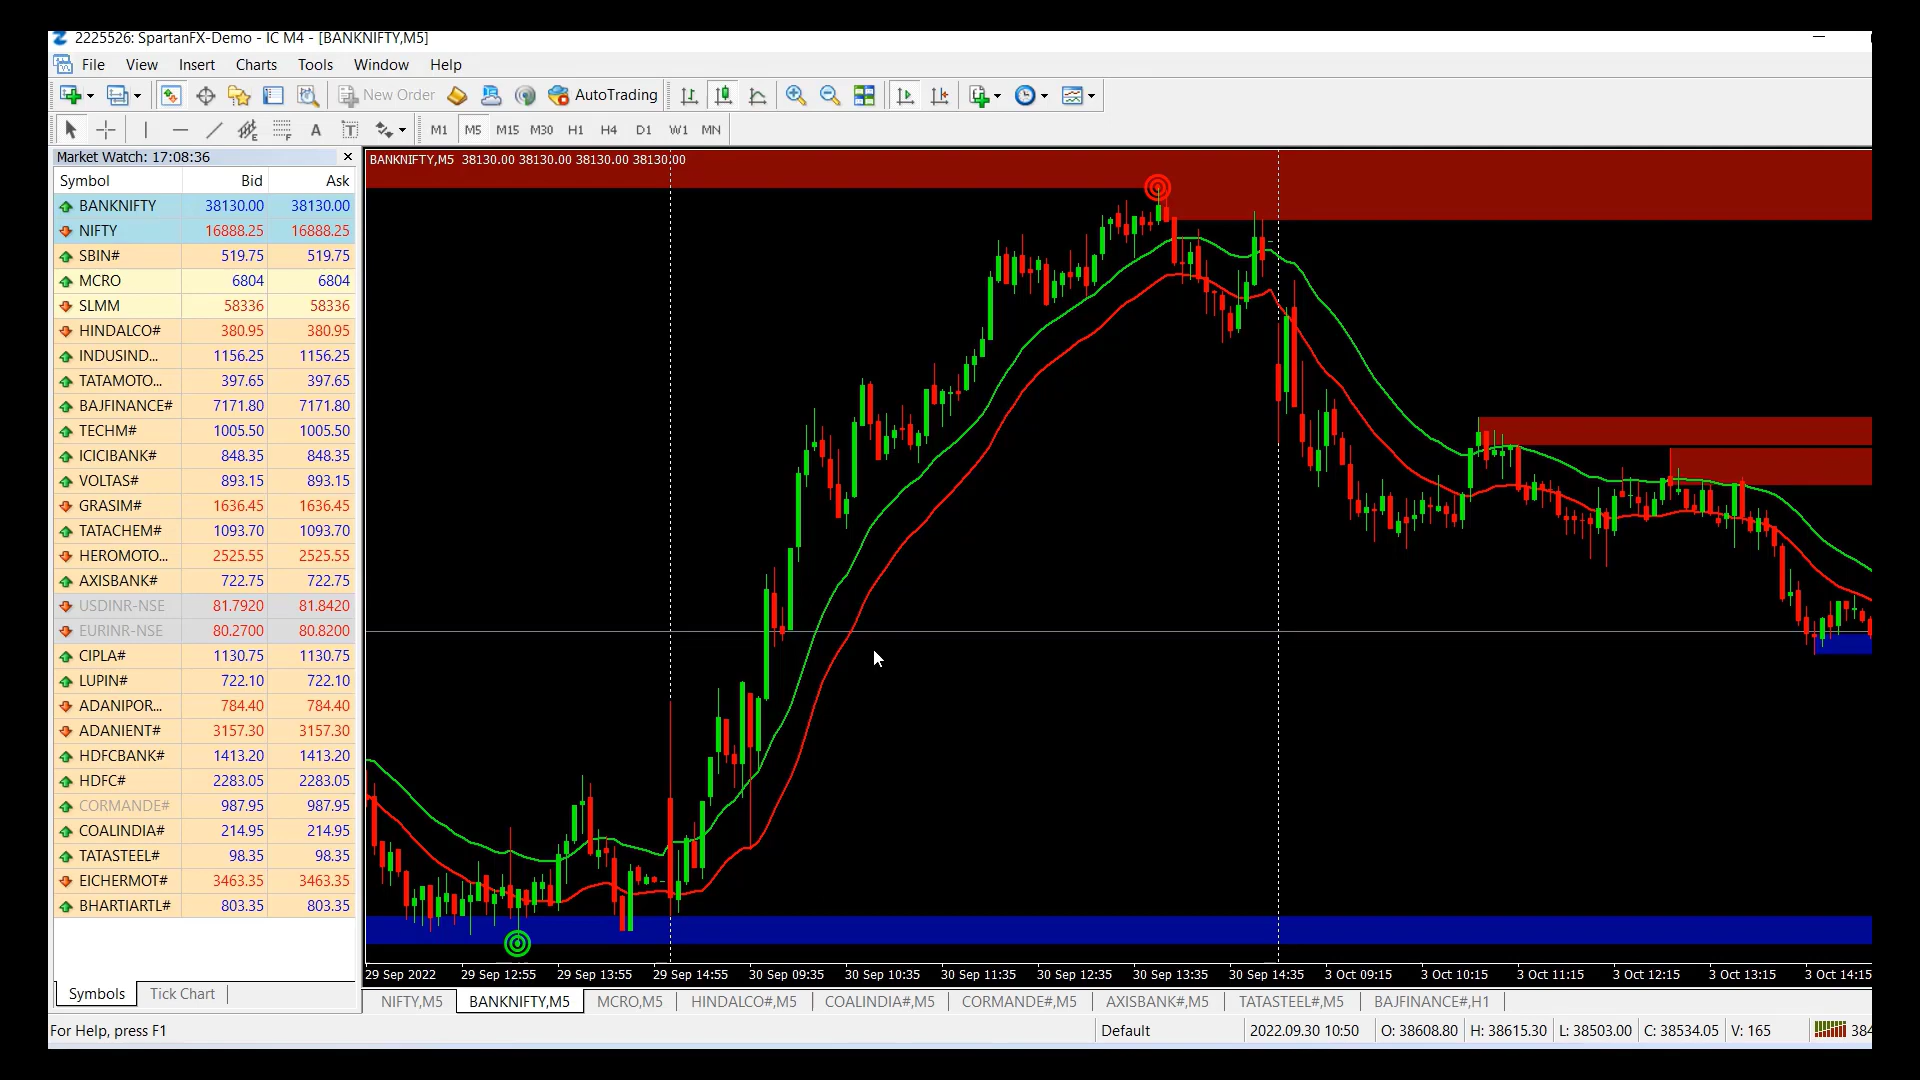 2225526: SpartanFX-Demo - IC M4 - [BANKNIFTY,M5]
File View Insert Charts Tools Window Help
New Order AutoTrading
A T M1 M5 M15 M30 H1 H4 D1 W1 MN
Market Watch: 17:08:36
Symbol Bid Ask
BANKNIFTY 38130.00 38130.00
NIFTY 16888.25 16888.25
SBIN# 519.75 519.75
MCRO 6804 6804
SLMM 58336 58336
HINDALCO# 380.95 380.95
INDUSIND... 1156.25 1156.25
TATAMOTO... 397.65 397.65
BAJFINANCE# 7171.80 7171.80
TECHM# 1005.50 1005.50
ICICIBANK# 848.35 848.35
VOLTAS# 893.15 893.15
GRASIM# 1636.45 1636.45
TATACHEM# 1093.70 1093.70
HEROMOTO... 2525.55 2525.55
AXISBANK# 722.75 722.75
USDINR-NSE 81.7920 81.8420
EURINR-NSE 80.2700 80.8200
CIPLA# 1130.75 1130.75
LUPIN# 722.10 722.10
ADANIPOR... 784.40 784.40
ADANIENT# 3157.30 3157.30
HDFCBANK# 1413.20 1413.20
HDFC# 2283.05 2283.05
CORMANDE# 987.95 987.95
COALINDIA# 214.95 214.95
TATASTEEL# 98.35 98.35
EICHERMOT# 3463.35 3463.35
BHARTIARTL# 803.35 803.35
Symbols Tick Chart
BANKNIFTY,M5 38130.00 38130.00 38130.00 38130.00
29 Sep 2022 29 Sep 12:55 29 Sep 13:55 29 Sep 14:55 30 Sep 09:35 30 Sep 10:35 30 Sep 11:35 30 Sep 12:35 30 Sep 13:35 30 Sep 14:35 3 Oct 09:15 3 Oct 10:15 3 Oct 11:15 3 Oct 12:15 3 Oct 13:15 3 Oct 14:15
NIFTY,M5 BANKNIFTY,M5 MCRO,M5 HINDALCO#,M5 COALINDIA#,M5 CORMANDE#,M5 AXISBANK#,M5 TATASTEEL#,M5 BAJFINANCE#,H1
For Help, press F1 Default 2022.09.30 10:50 O: 38608.80 H: 38615.30 L: 38503.00 C: 38534.05 V: 165 384